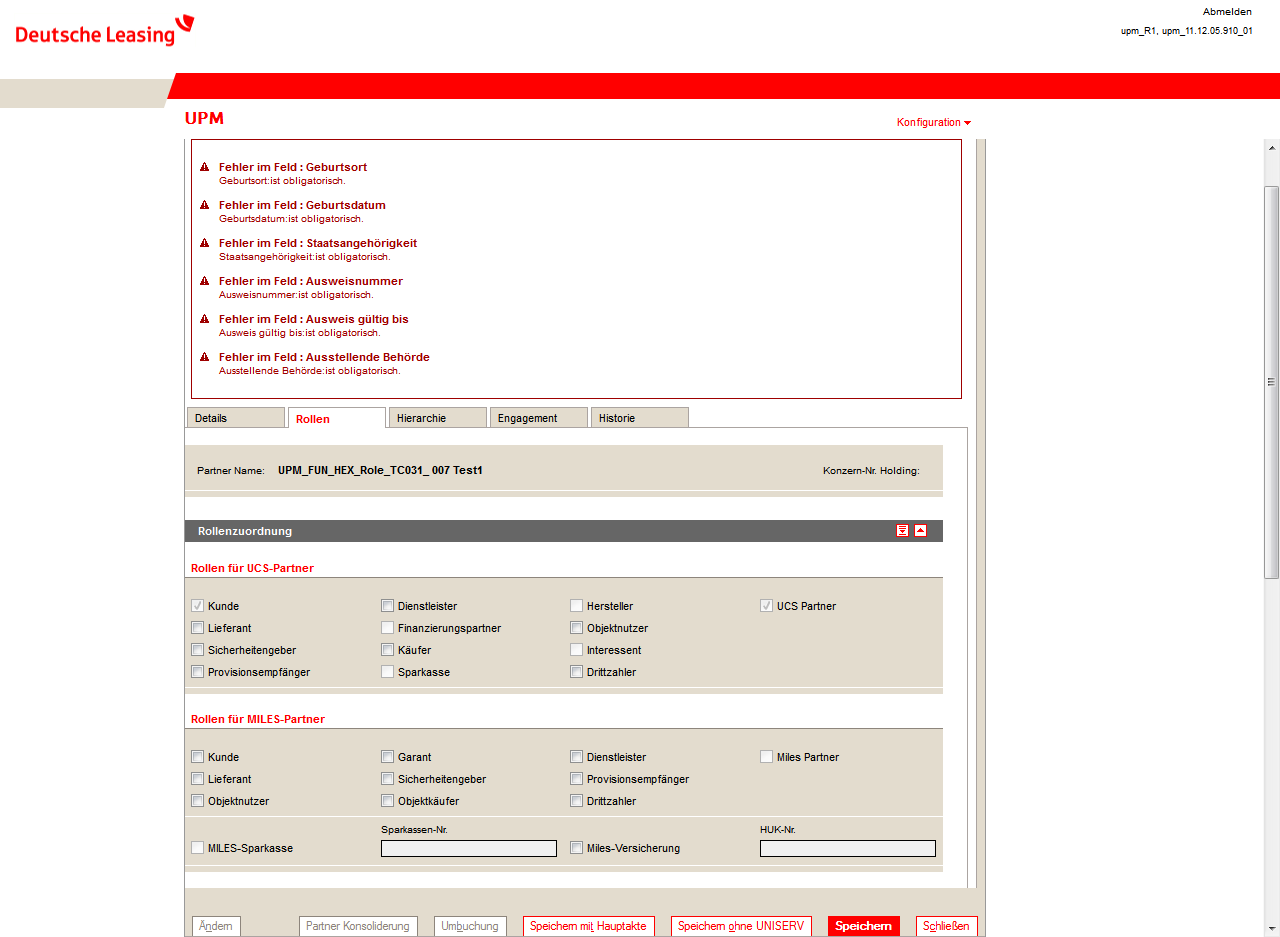 Deutsche Leasing
Abmelden
upm_R1, upm_11.12.05.910_01
UPM
Konfiguration
Fehler im Feld : Geburtsort
Geburtsort:ist obligatorisch.
Fehler im Feld : Geburtsdatum
Geburtsdatum:ist obligatorisch.
Fehler im Feld : Staatsangehörigkeit
Staatsangehörigkeit:ist obligatorisch.
Fehler im Feld : Ausweisnummer
Ausweisnummer:ist obligatorisch.
Fehler im Feld : Ausweis gültig bis
Ausweis gültig bis:ist obligatorisch.
Fehler im Feld : Ausstellende Behörde
Ausstellende Behörde:ist obligatorisch.
Details Rollen Hierarchie Engagement Historie
Partner Name: UPM_FUN_HEX_Role_TC031_ 007 Test1 Konzern-Nr. Holding:
Rollenzuordnung
Rollen für UCS-Partner
Kunde Dienstleister Hersteller UCS Partner
Lieferant Finanzierungspartner Objektnutzer
Sicherheitengeber Käufer Interessent
Provisionsempfänger Sparkasse Drittzahler
Rollen für MILES-Partner
Kunde Garant Dienstleister Miles Partner
Lieferant Sicherheitengeber Provisionsempfänger
Objektnutzer Objektkäufer Drittzahler
Sparkassen-Nr. HUK-Nr.
MILES-Sparkasse Miles-Versicherung
Ändern Partner Konsolidierung Umbuchung Speichern mit Hauptakte Speichern ohne UNISERV Speichern Schließen